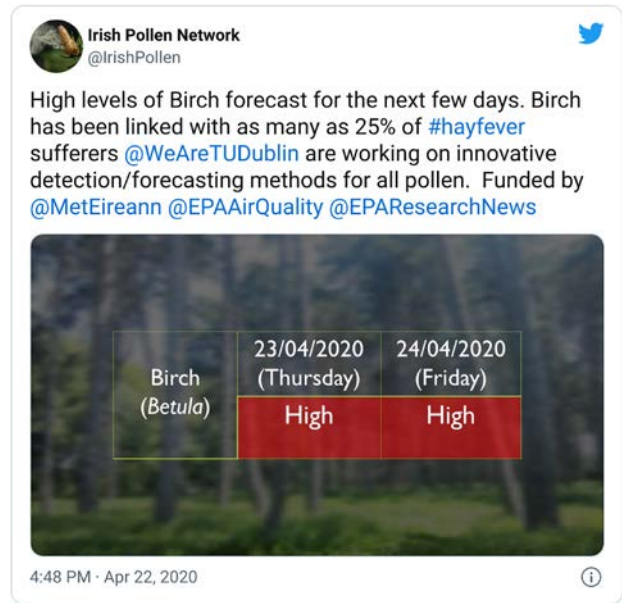 Irish Pollen Network
@IrishPollen
High levels of Birch forecast for the next few days. Birch
has been linked with as many as 25% of #hayfever
sufferers @WeAreTUDublin are working on innovative
detection/forecasting methods for all pollen.  Funded by
@MetEireann @EPAAirQuality @EPAResearchNews
Birch
(Betula)
23/04/2020
(Thursday)
High
24/04/2020
(Friday)
High
4:48 PM · Apr 22, 2020